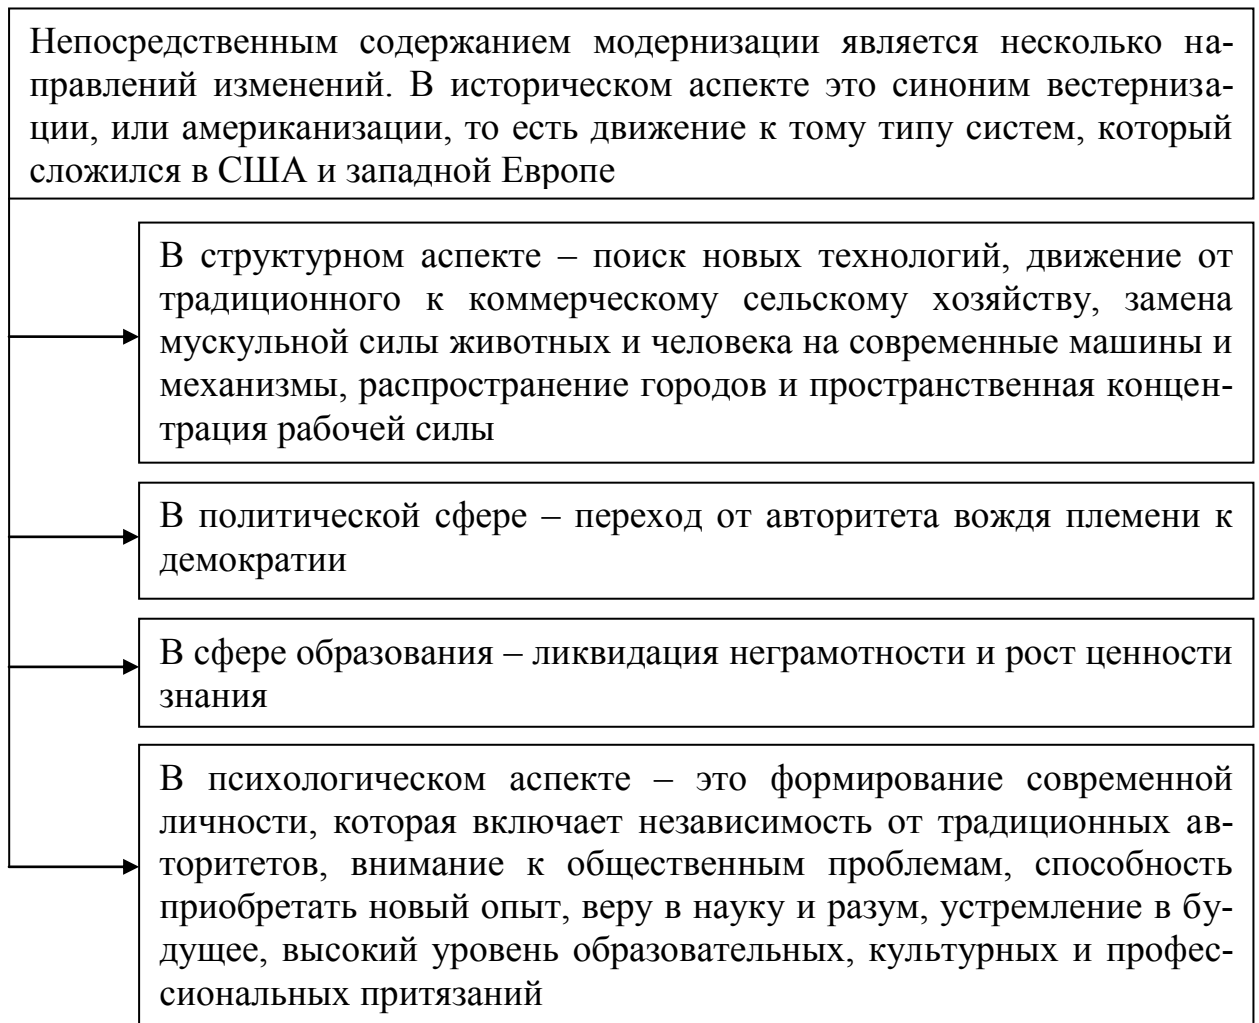 Непосредственным содержанием модернизации является несколько на-
правлений изменений. В историческом аспекте это синоним вестерниза-
ции, или американизации, то есть движение к тому типу систем, который
сложился в США и западной Европе
В структурном аспекте – поиск новых технологий, движение от
традиционного к коммерческому сельскому хозяйству, замена
мускульной силы животных и человека на современные машины и
механизмы, распространение городов и пространственная концен-
трация рабочей силы
В политической сфере – переход от авторитета вождя племени к
демократии
В сфере образования – ликвидация неграмотности и рост ценности
знания
В психологическом аспекте – это формирование современной
личности, которая включает независимость от традиционных ав-
торитетов, внимание к общественным проблемам, способность
приобретать новый опыт, веру в науку и разум, устремление в бу-
дущее, высокий уровень образовательных, культурных и профес-
сиональных притязаний